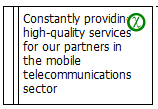 Constantly providing
high-quality services
for our partners in
the mobile
telecommunications
sector